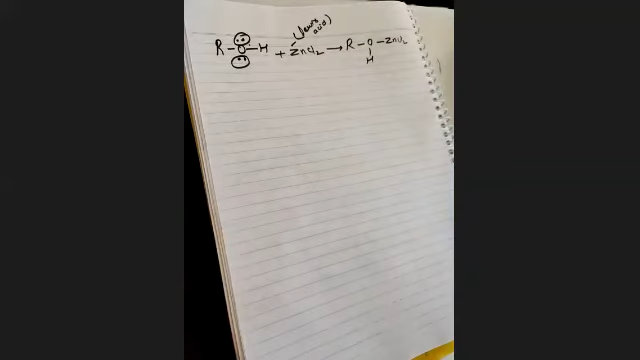 (lewis
acid)
R-O-H + ZnCl2 → R-O-ZnCl2
H